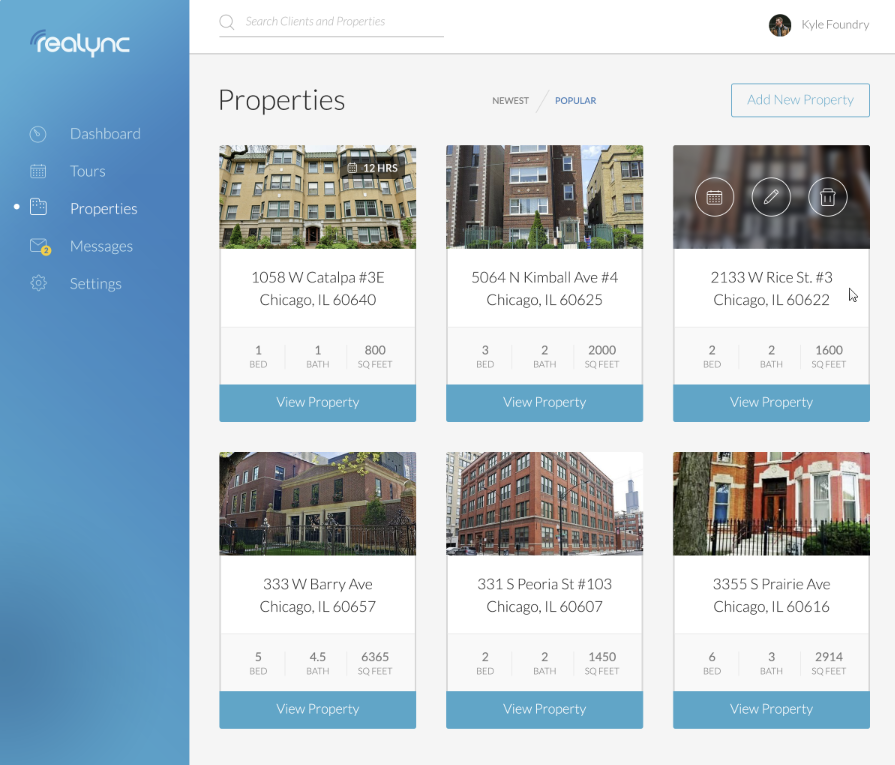 realync
Search Clients and Properties
Kyle Foundry
Dashboard
Tours
Properties
Messages
2
Settings
Properties
NEWEST
POPULAR
Add New Property
12 HRS
1058 W Catalpa #3E
Chicago, IL 60640
1 1 800
BED BATH SQ FEET
View Property
5064 N Kimball Ave #4
Chicago, IL 60625
3 2 2000
BED BATH SQ FEET
View Property
2133 W Rice St. #3
Chicago, IL 60622
2 2 1600
BED BATH SQ FEET
View Property
333 W Barry Ave
Chicago, IL 60657
5 4.5 6365
BED BATH SQ FEET
View Property
331 S Peoria St #103
Chicago, IL 60607
2 2 1450
BED BATH SQ FEET
View Property
3355 S Prairie Ave
Chicago, IL 60616
6 3 2914
BED BATH SQ FEET
View Property